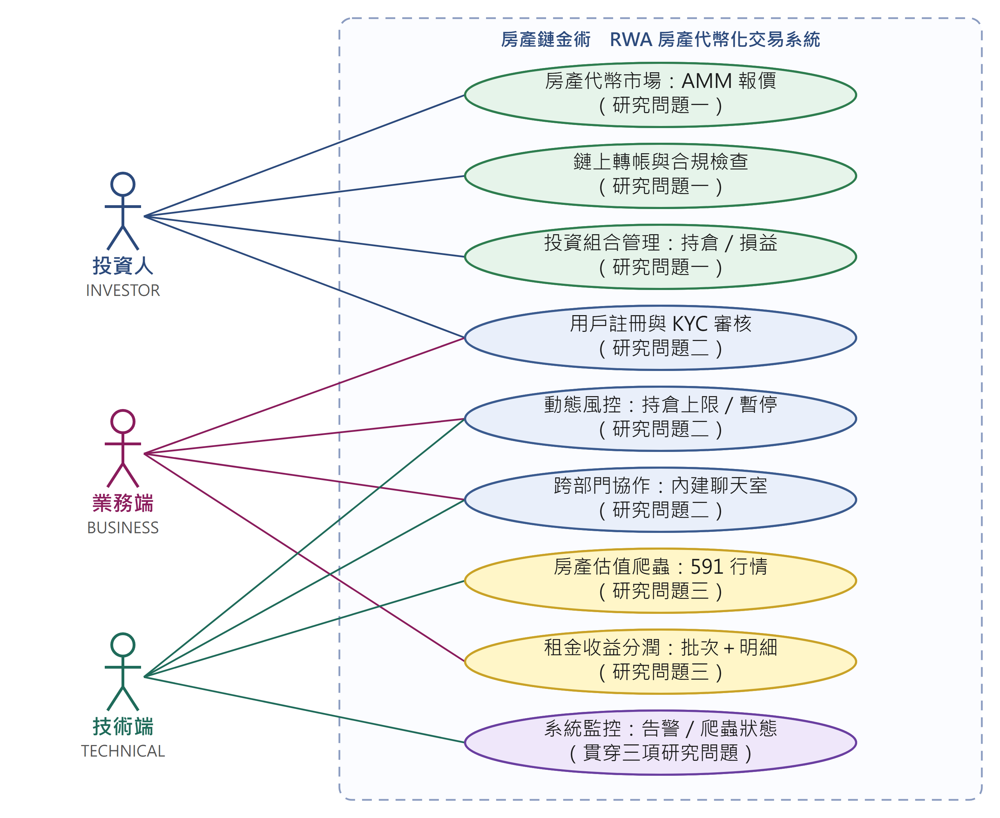 房產鏈金術 RWA 房產代幣化交易系統
房產代幣市場：AMM 報價
（研究問題一）
鏈上轉帳與合規檢查
（研究問題一）
投資組合管理：持倉 / 損益
（研究問題一）
投資人
INVESTOR
用戶註冊與 KYC 審核
（研究問題二）
動態風控：持倉上限 / 暫停
（研究問題二）
跨部門協作：內建聊天室
（研究問題二）
業務端
BUSINESS
房產估值爬蟲：591 行情
（研究問題三）
租金收益分潤：批次 + 明細
（研究問題三）
系統監控：告警 / 爬蟲狀態
（貫穿三項研究問題）
技術端
TECHNICAL